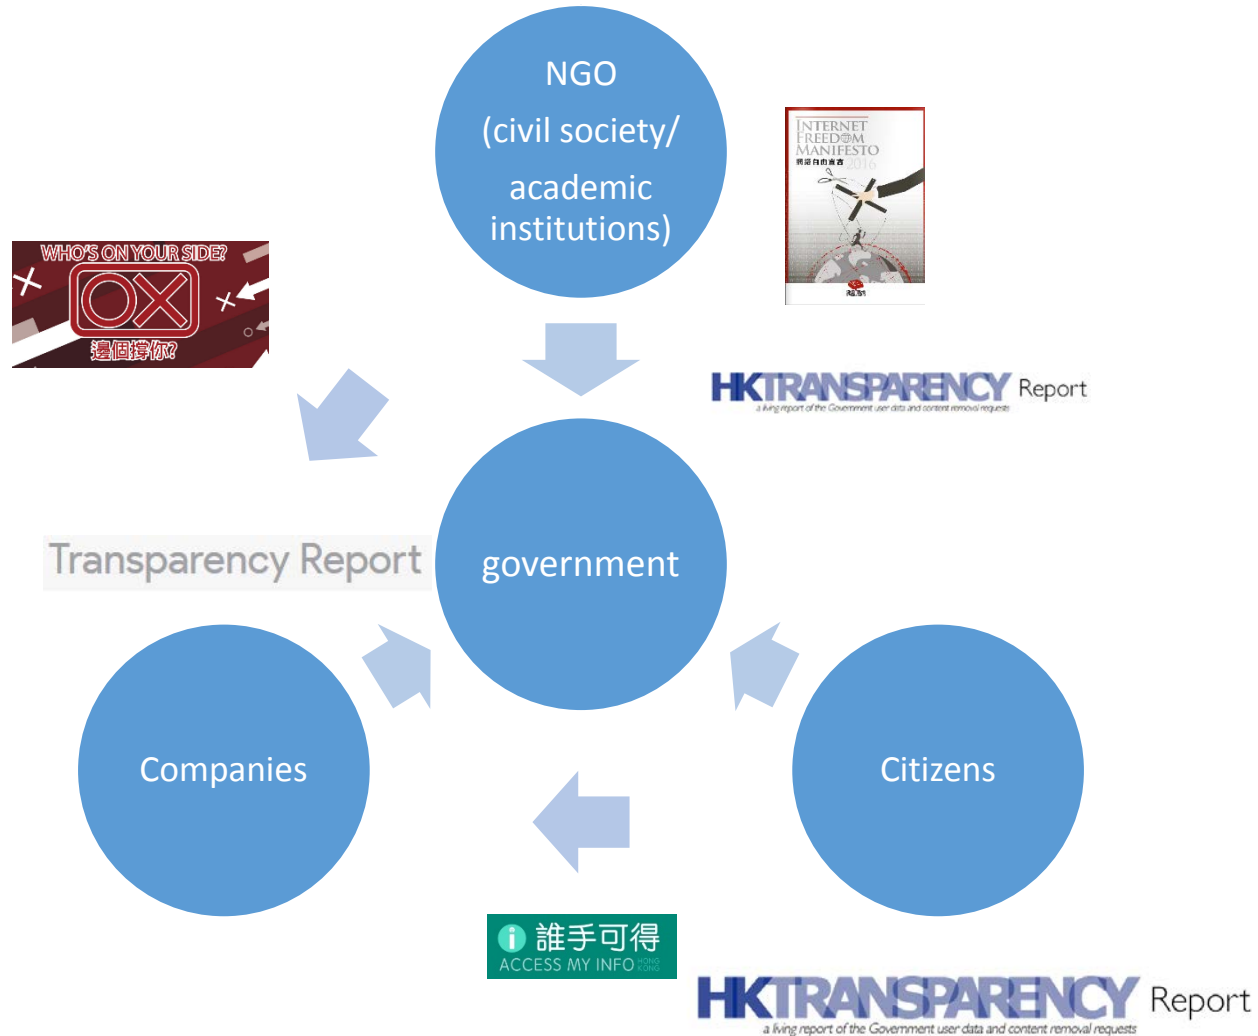 NGO
(civil society/
academic
institutions)
INTERNET
FREEDOM
MANIFESTO
網絡自由宣言 2016
WHO'S ON YOUR SIDE?
OX
邊個撐你?
HKTRANSPARENCY Report
a living report of the Government user data and content removal requests
Transparency Report
government
Companies
Citizens
i 誰手可得
ACCESS MY INFO HONG KONG
HKTRANSPARENCY Report
a living report of the Government user data and content removal requests